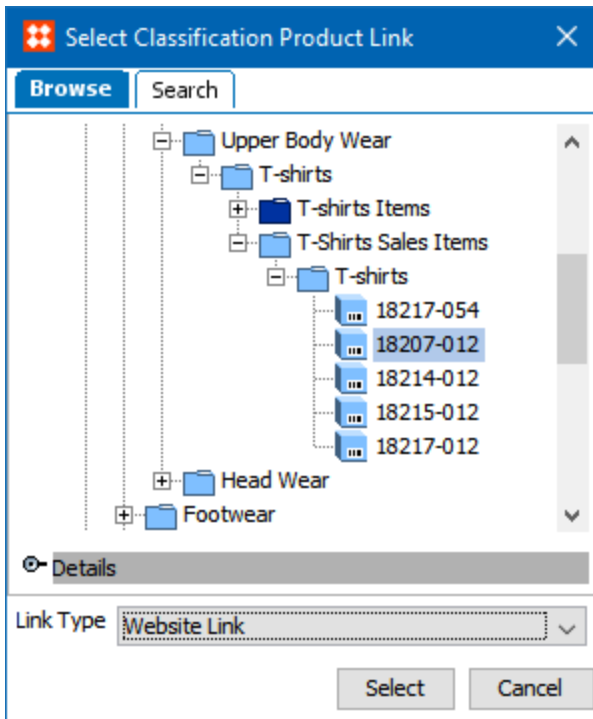 Select Classification Product Link
Browse Search
Upper Body Wear
T-shirts
T-shirts Items
T-Shirts Sales Items
T-shirts
18217-054
18207-012
18214-012
18215-012
18217-012
Head Wear
Footwear
Details
Link Type Website Link
Select Cancel